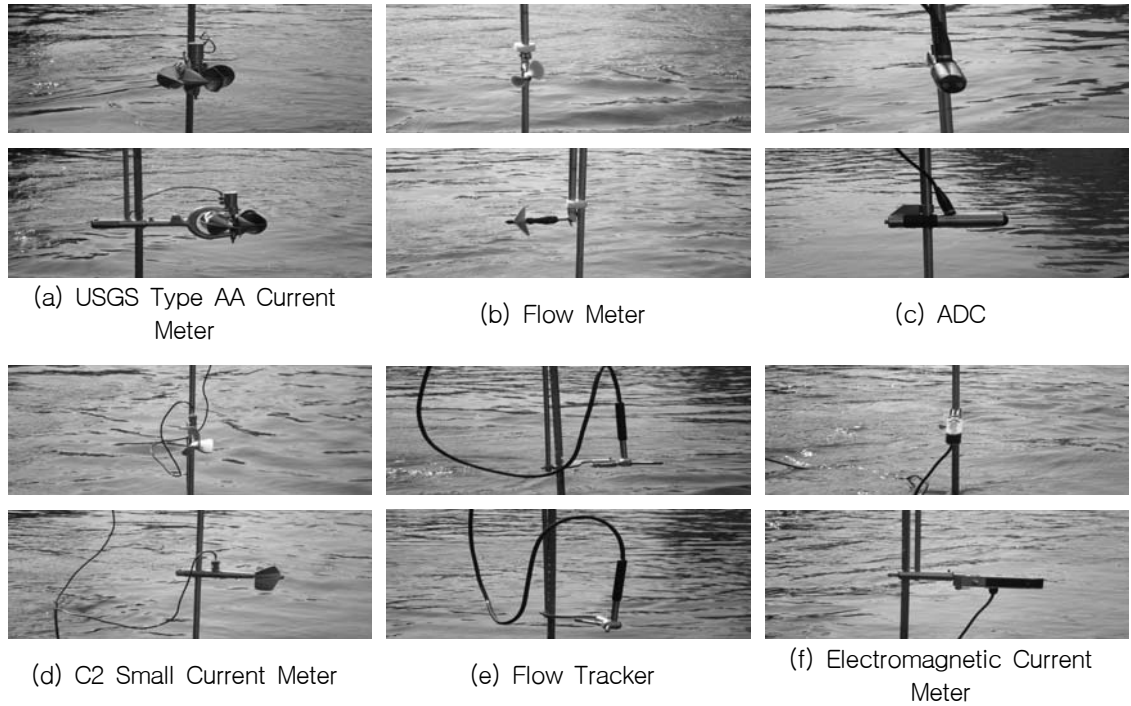 (a) USGS Type AA Current
Meter
(b) Flow Meter
(c) ADC
(d) C2 Small Current Meter
(e) Flow Tracker
(f) Electromagnetic Current
Meter